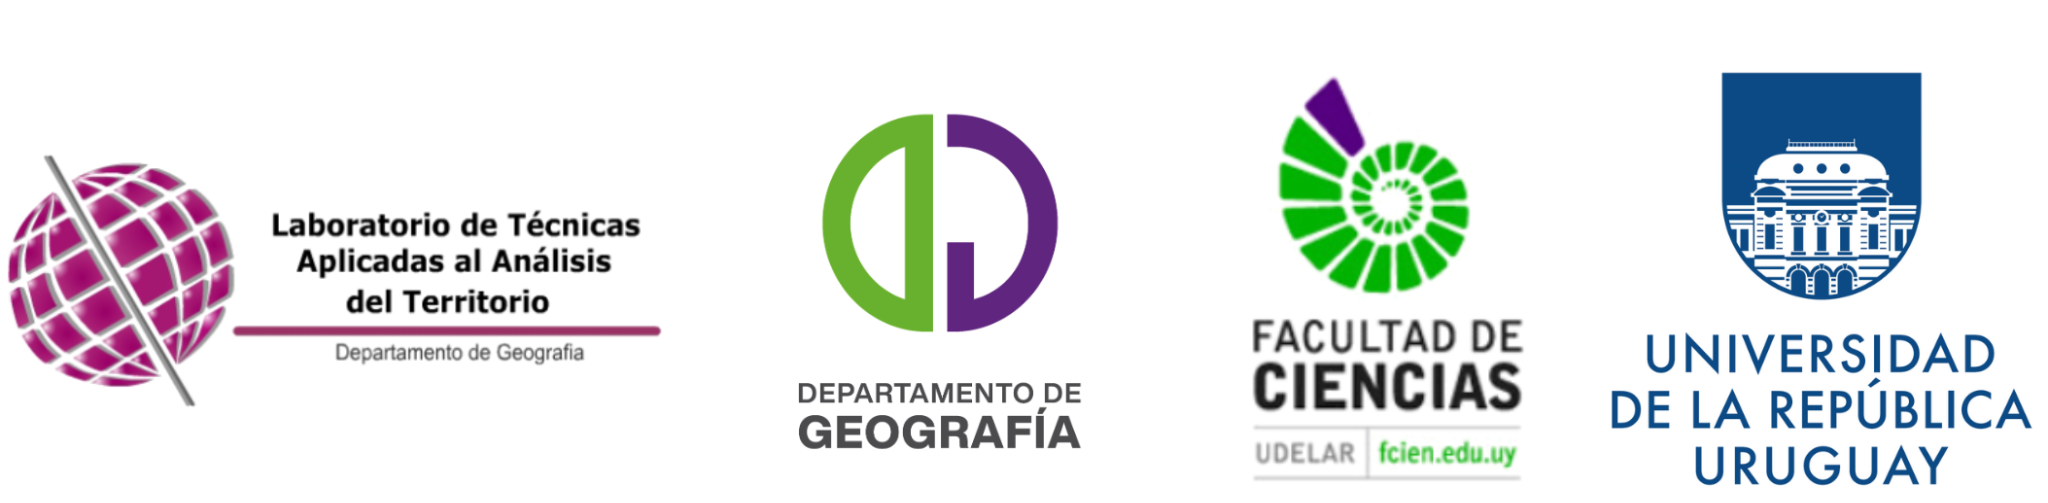 Laboratorio de Técnicas
Aplicadas al Análisis
del Territorio
Departamento de Geografia
DEPARTAMENTO DE
GEOGRAFÍA
FACULTAD DE
CIENCIAS
UDELAR fcien.edu.uy
UNIVERSIDAD
DE LA REPÚBLICA
URUGUAY